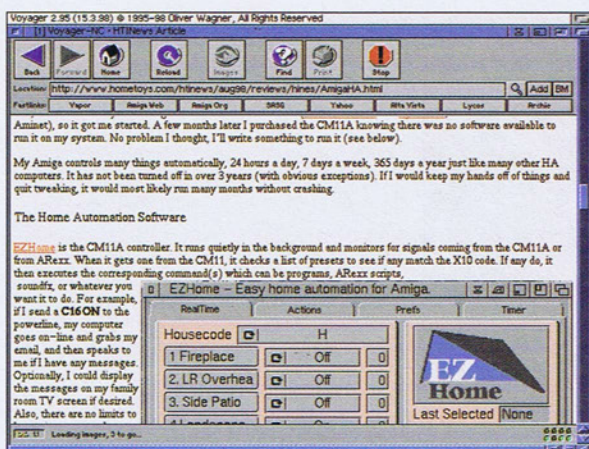 Voyager 2.95 (15.3.98) © 1995-98 Oliver Wagner, All Rights Reserved
[1] Voyager-NC · HTINews Article
Back Forward Home Reload Images Find Print Stop
Location: http://www.hometoys.com/htinews/aug98/reviews/hines/AmigaHA.html Add BM
Fastlinks: Vapor Amiga Web Amiga Org SASG Yahoo Alta Vista Lycos Archie
Aminet), so it got me started. A few months later I purchased the CM11A knowing there was no software available to
run it on my system. No problem I thought, I'll write something to run it (see below).
My Amiga controls many things automatically, 24 hours a day, 7 days a week, 365 days a year just like many other HA
computers. It has not been turned off in over 3 years (with obvious exceptions). If I would keep my hands off of things and
quit tweaking, it would most likely run many months without crashing.
The Home Automation Software
EZHome is the CM11A controller. It runs quietly in the background and monitors for signals coming from the CM11A or
from ARexx. When it gets one from the CM11, it checks a list of presets to see if any match the X10 code. If any do, it
then executes the corresponding command(s) which can be programs, ARexx scripts,
soundfx, or whatever you
want it to do. For example,
if I send a C16 ON to the
powerline, my computer
goes on-line and grabs my
email, and then speaks to
me if I have any messages.
Optionally, I could display
the messages on my family
room TV screen if desired.
Also, there are no limits to
EZHome - Easy home automation for Amiga.
RealTime Actions Prefs Timer
Housecode H
1 Fireplace Off 0
2. LR Overhea Off 0
3. Side Patio Off 0
4 Landscape
EZ
Home
Last Selected None
Loading images, 3 to go...